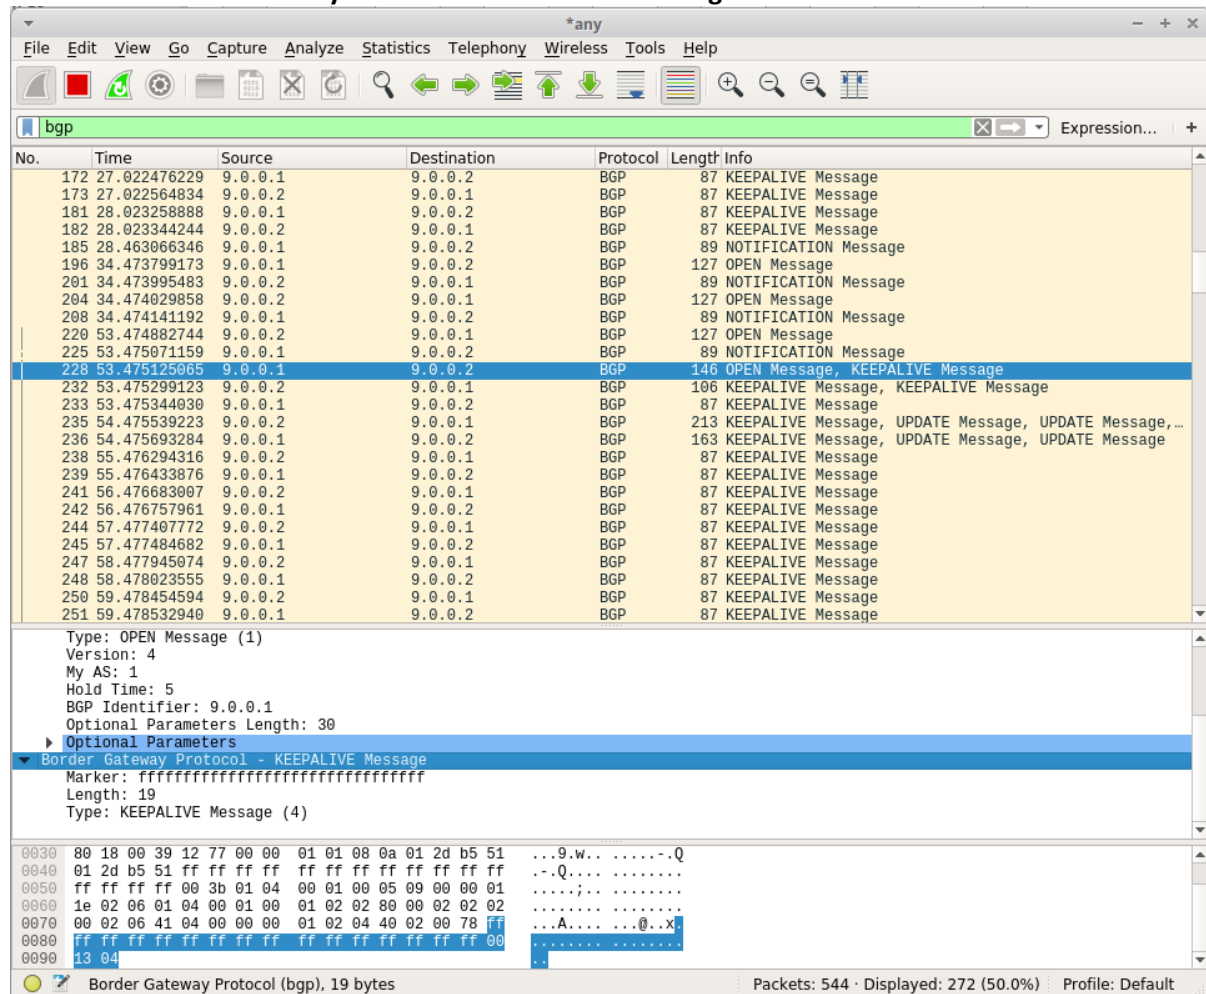 *any
File Edit View Go Capture Analyze Statistics Telephony Wireless Tools Help
bgp Expression... +
No. Time Source Destination Protocol Length Info
172 27.022476229 9.0.0.1 9.0.0.2 BGP 87 KEEPALIVE Message
173 27.022564834 9.0.0.2 9.0.0.1 BGP 87 KEEPALIVE Message
181 28.023258888 9.0.0.1 9.0.0.2 BGP 87 KEEPALIVE Message
182 28.023344244 9.0.0.2 9.0.0.1 BGP 87 KEEPALIVE Message
185 28.463066346 9.0.0.1 9.0.0.2 BGP 89 NOTIFICATION Message
196 34.473799173 9.0.0.1 9.0.0.2 BGP 127 OPEN Message
201 34.473995483 9.0.0.2 9.0.0.1 BGP 89 NOTIFICATION Message
204 34.474029858 9.0.0.2 9.0.0.1 BGP 127 OPEN Message
208 34.474141192 9.0.0.1 9.0.0.2 BGP 89 NOTIFICATION Message
220 53.474882744 9.0.0.2 9.0.0.1 BGP 127 OPEN Message
225 53.475071159 9.0.0.1 9.0.0.2 BGP 89 NOTIFICATION Message
228 53.475125065 9.0.0.1 9.0.0.2 BGP 146 OPEN Message, KEEPALIVE Message
232 53.475299123 9.0.0.2 9.0.0.1 BGP 106 KEEPALIVE Message, KEEPALIVE Message
233 53.475344030 9.0.0.1 9.0.0.2 BGP 87 KEEPALIVE Message
235 54.475539223 9.0.0.2 9.0.0.1 BGP 213 KEEPALIVE Message, UPDATE Message, UPDATE Message,…
236 54.475693284 9.0.0.1 9.0.0.2 BGP 163 KEEPALIVE Message, UPDATE Message, UPDATE Message
238 55.476294316 9.0.0.2 9.0.0.1 BGP 87 KEEPALIVE Message
239 55.476433876 9.0.0.1 9.0.0.2 BGP 87 KEEPALIVE Message
241 56.476683007 9.0.0.2 9.0.0.1 BGP 87 KEEPALIVE Message
242 56.476757961 9.0.0.1 9.0.0.2 BGP 87 KEEPALIVE Message
244 57.477407772 9.0.0.2 9.0.0.1 BGP 87 KEEPALIVE Message
245 57.477484682 9.0.0.1 9.0.0.2 BGP 87 KEEPALIVE Message
247 58.477945074 9.0.0.2 9.0.0.1 BGP 87 KEEPALIVE Message
248 58.478023555 9.0.0.1 9.0.0.2 BGP 87 KEEPALIVE Message
250 59.478454594 9.0.0.2 9.0.0.1 BGP 87 KEEPALIVE Message
251 59.478532940 9.0.0.1 9.0.0.2 BGP 87 KEEPALIVE Message
Type: OPEN Message (1)
Version: 4
My AS: 1
Hold Time: 5
BGP Identifier: 9.0.0.1
Optional Parameters Length: 30
Optional Parameters
Border Gateway Protocol - KEEPALIVE Message
Marker: ffffffffffffffffffffffffffffffff
Length: 19
Type: KEEPALIVE Message (4)
0030 80 18 00 39 12 77 00 00 01 01 08 0a 01 2d b5 51 ...9.w.. .....-.Q
0040 01 2d b5 51 ff ff ff ff ff ff ff ff ff ff ff ff .-.Q.... ........
0050 ff ff ff ff 00 3b 01 04 00 01 00 05 09 00 00 01 .....;.. ........
0060 1e 02 06 01 04 00 01 00 01 02 02 80 00 02 02 02 ........ ........
0070 00 02 06 41 04 00 00 00 01 02 04 40 02 00 78 ff ...A.... ...@..x.
0080 ff ff ff ff ff ff ff ff ff ff ff ff ff ff ff 00 ........ ........
0090 13 04 ..
Border Gateway Protocol (bgp), 19 bytes Packets: 544 · Displayed: 272 (50.0%) Profile: Default